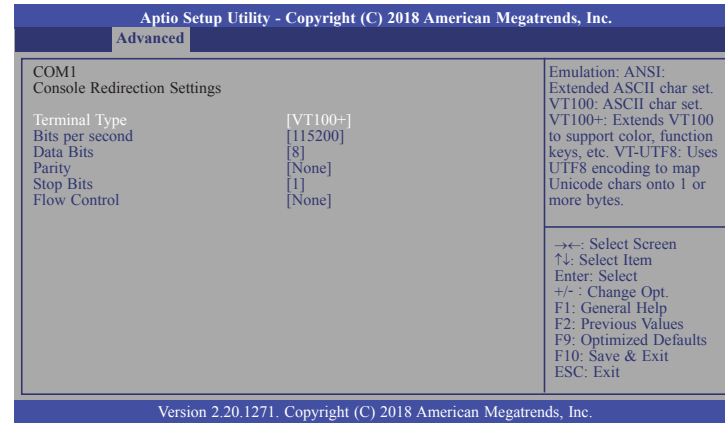 Aptio Setup Utility - Copyright (C) 2018 American Megatrends, Inc.
Advanced
COM1
Console Redirection Settings
Terminal Type [VT100+]
Bits per second [115200]
Data Bits [8]
Parity [None]
Stop Bits [1]
Flow Control [None]
Emulation: ANSI:
Extended ASCII char set.
VT100: ASCII char set.
VT100+: Extends VT100
to support color, function
keys, etc. VT-UTF8: Uses
UTF8 encoding to map
Unicode chars onto 1 or
more bytes.
→←: Select Screen
↑↓: Select Item
Enter: Select
+/- : Change Opt.
F1: General Help
F2: Previous Values
F9: Optimized Defaults
F10: Save & Exit
ESC: Exit
Version 2.20.1271. Copyright (C) 2018 American Megatrends, Inc.